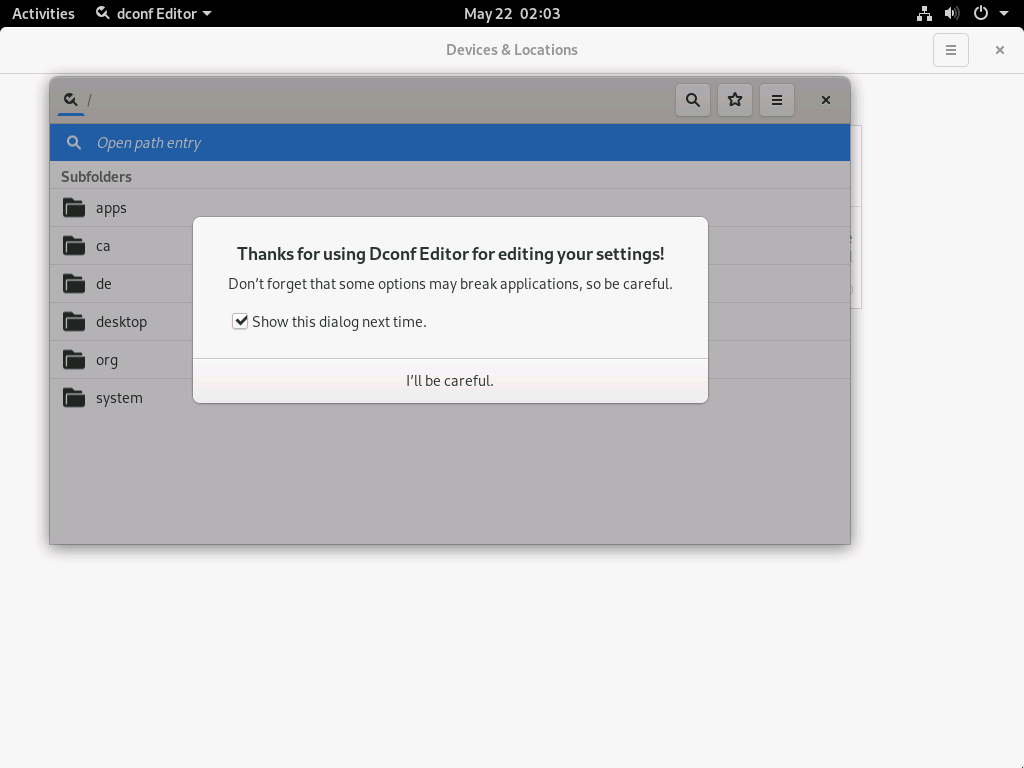 Activities dconf Editor May 22 02:03
Devices & Locations
/
Open path entry
Subfolders
apps
ca
de
desktop
org
system
Thanks for using Dconf Editor for editing your settings!
Don't forget that some options may break applications, so be careful.
Show this dialog next time.
I'll be careful.